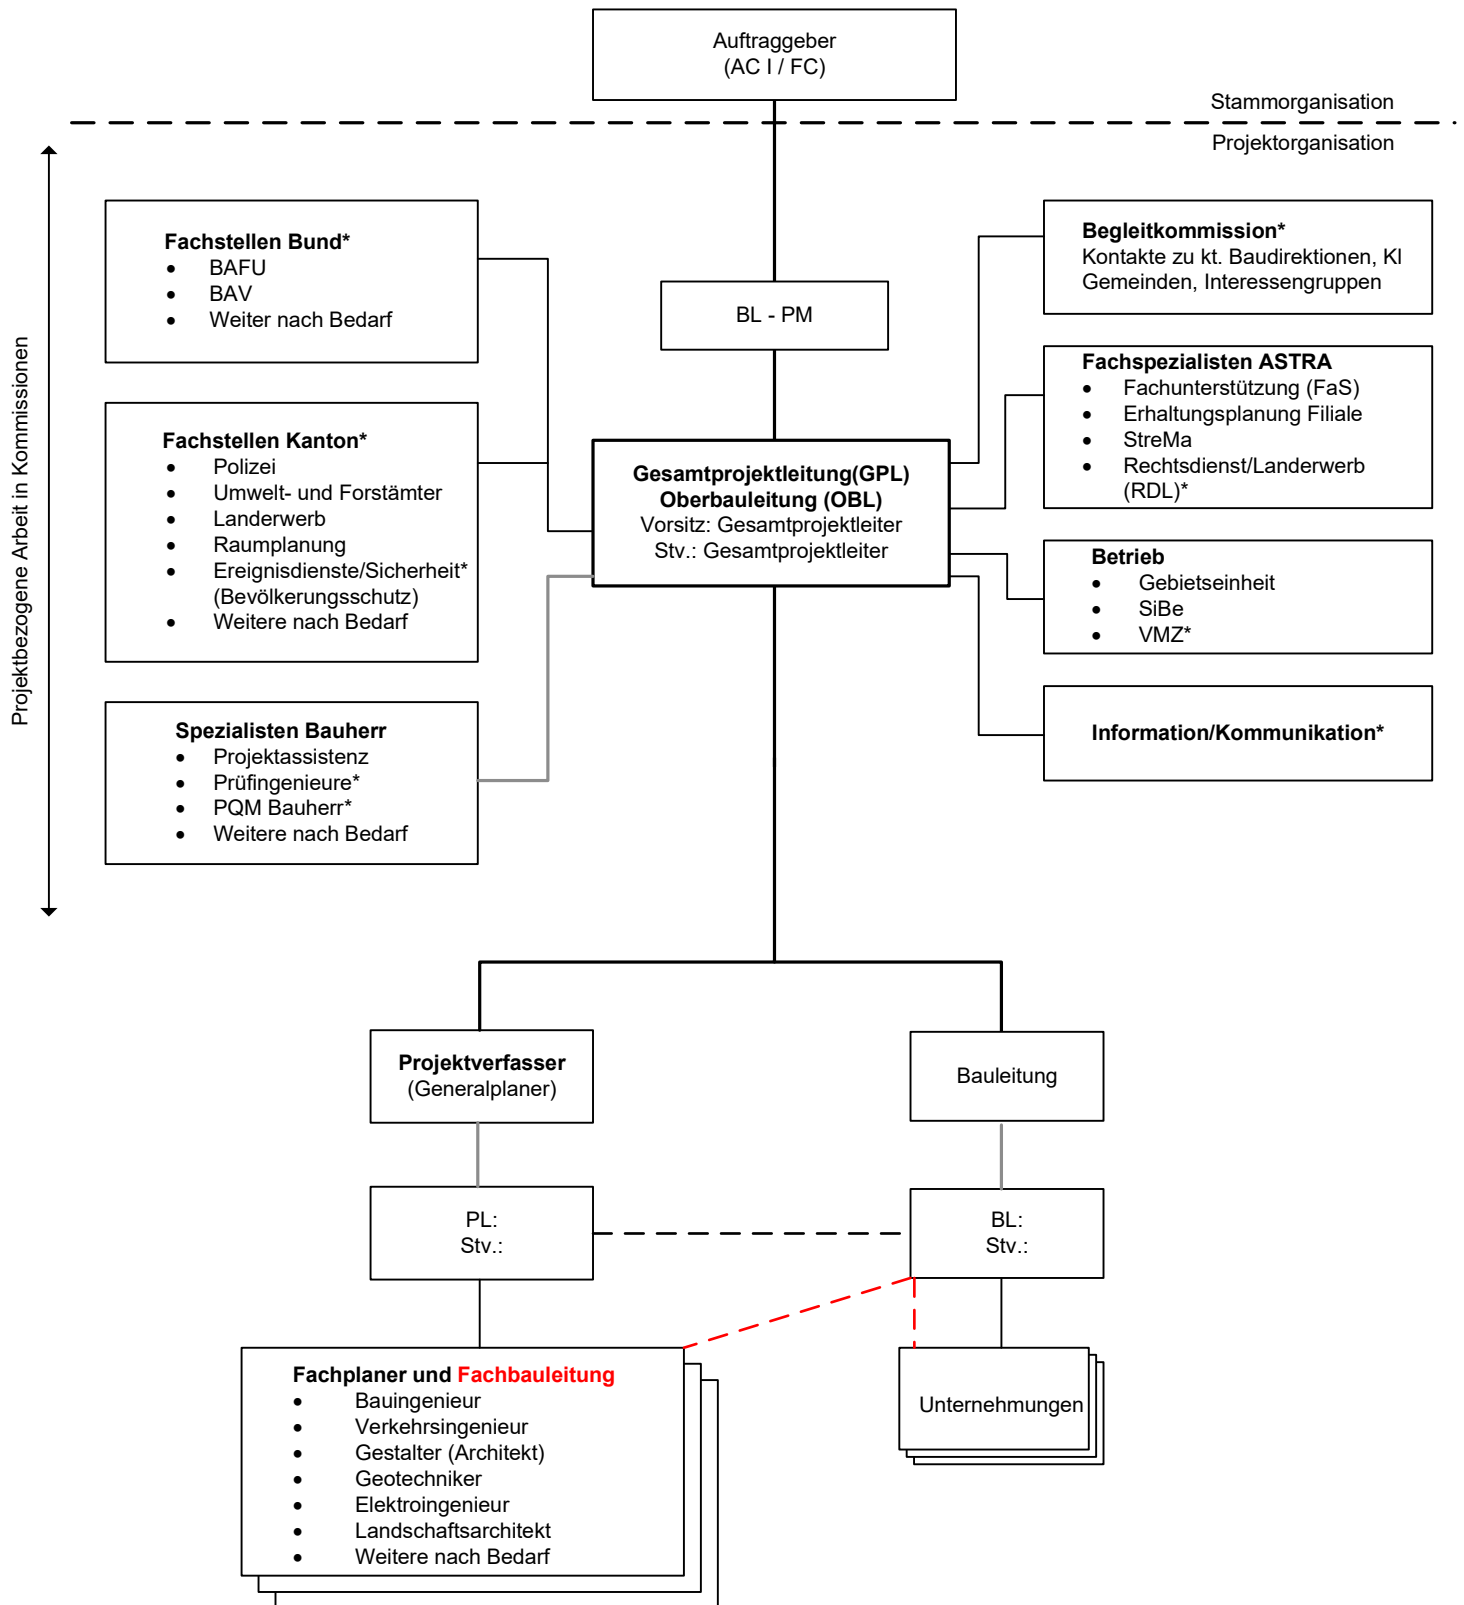 Auftraggeber
(AC I / FC)
Stammorganisation
Projektorganisation
Projektbezogene Arbeit in Kommissionen
Fachstellen Bund*
• BAFU
• BAV
• Weiter nach Bedarf
BL - PM
Begleitkommission*
Kontakte zu kt. Baudirektionen, KI
Gemeinden, Interessengruppen
Fachstellen Kanton*
• Polizei
• Umwelt- und Forstämter
• Landerwerb
• Raumplanung
• Ereignisdienste/Sicherheit*
(Bevölkerungsschutz)
• Weitere nach Bedarf
Gesamtprojektleitung(GPL)
Oberbauleitung (OBL)
Vorsitz: Gesamtprojektleiter
Stv.: Gesamtprojektleiter
Fachspezialisten ASTRA
• Fachunterstützung (FaS)
• Erhaltungsplanung Filiale
• StreMa
• Rechtsdienst/Landerwerb
(RDL)*
Betrieb
• Gebietseinheit
• SiBe
• VMZ*
Spezialisten Bauherr
• Projektassistenz
• Prüfingenieure*
• PQM Bauherr*
• Weitere nach Bedarf
Information/Kommunikation*
Projektverfasser
(Generalplaner)
Bauleitung
PL:
Stv.:
BL:
Stv.:
Fachplaner und Fachbauleitung
• Bauingenieur
• Verkehrsingenieur
• Gestalter (Architekt)
• Geotechniker
• Elektroingenieur
• Landschaftsarchitekt
• Weitere nach Bedarf
Unternehmungen